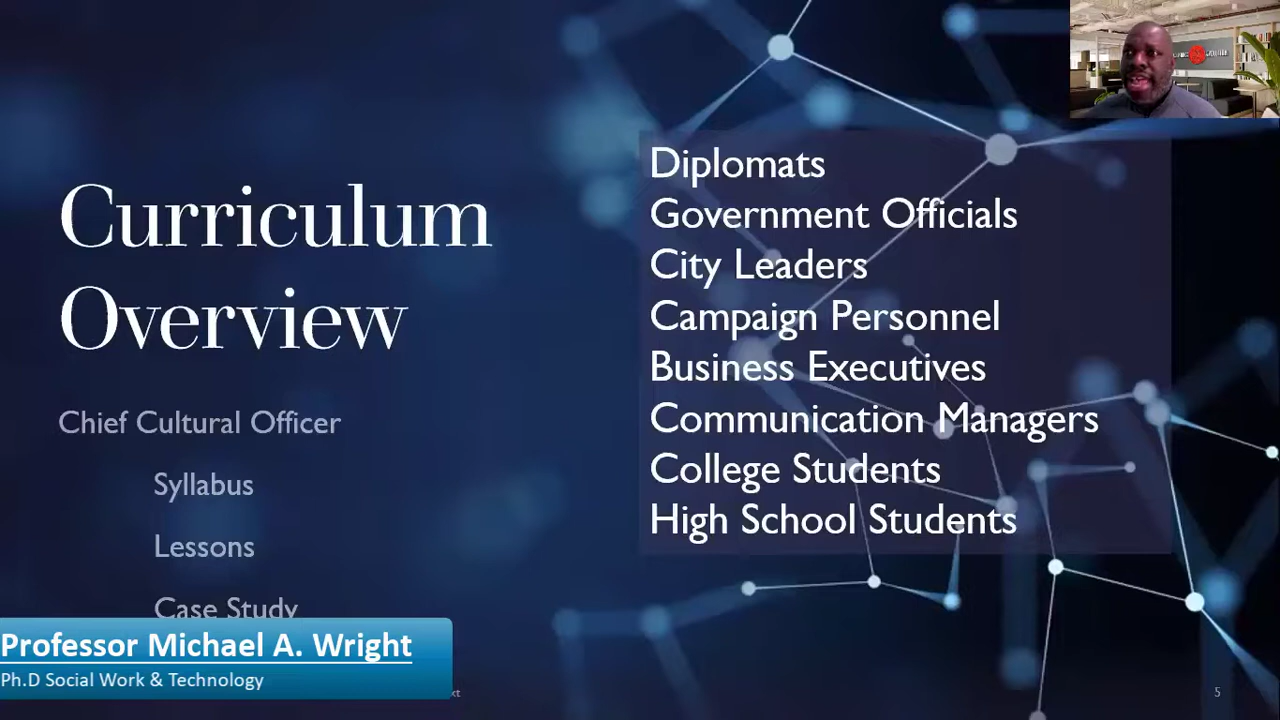 Curriculum
Overview
Chief Cultural Officer
Syllabus
Lessons
Case Study
Diplomats
Government Officials
City Leaders
Campaign Personnel
Business Executives
Communication Managers
College Students
High School Students
Professor Michael A. Wright
Ph.D Social Work & Technology
5